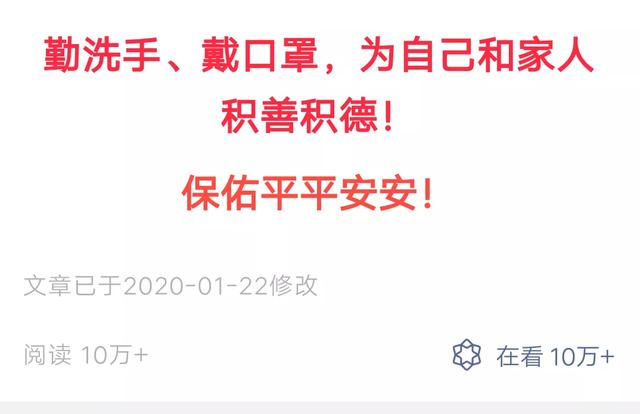 勤洗手、戴口罩，为自己和家人
积善积德！
保佑平平安安！
文章已于2020-01-22修改
阅读 10万+
在看 10万+